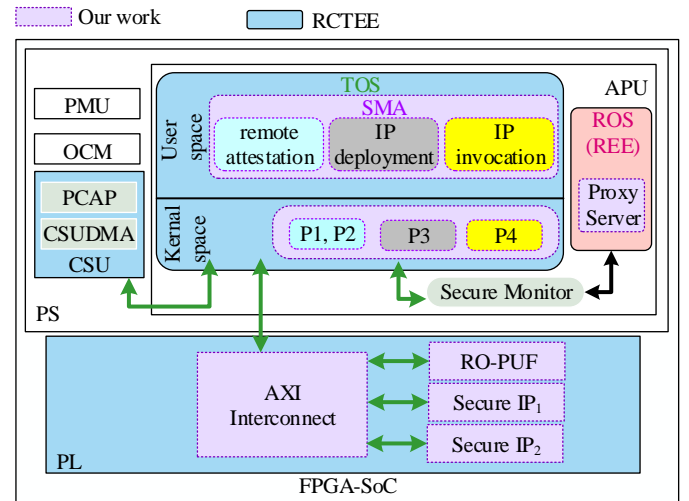 Our work
RCTEE
APU
TOS
SMA
User
space
remote
attestation
IP
deployment
IP
invocation
Kernal
space
P1, P2
P3
P4
PMU
OCM
PCAP
CSUDMA
CSU
ROS
(REE)
Proxy
Server
Secure Monitor
PS
AXI
Interconnect
RO-PUF
Secure IP₁
Secure IP₂
PL
FPGA-SoC